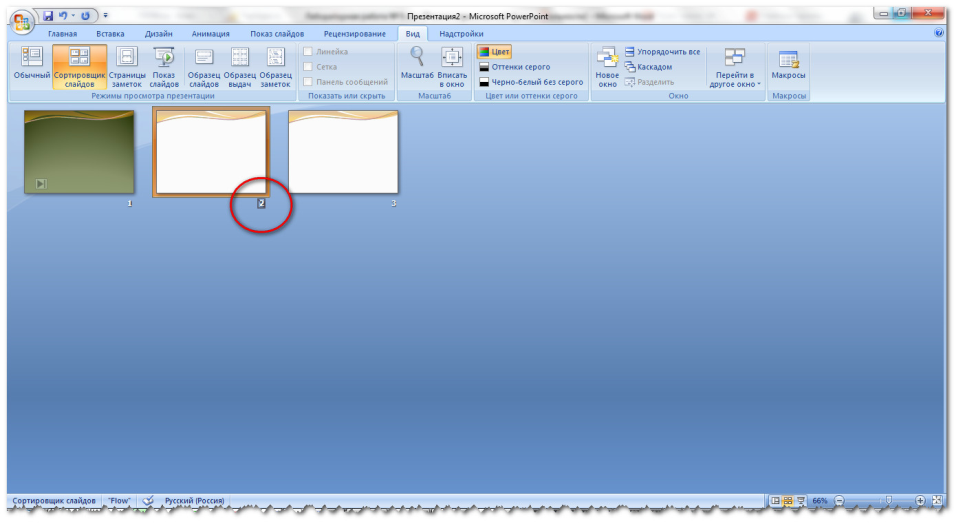 Презентация2 - Microsoft PowerPoint
Главная Вставка Дизайн Анимация Показ слайдов Рецензирование Вид Надстройки
Обычный Сортировщик слайдов Страницы заметок Показ слайдов Образец слайдов Образец выдач Образец заметок
Режимы просмотра презентации
Линейка
Сетка
Панель сообщений
Показать или скрыть
Масштаб Вписать в окно
Масштаб
Цвет
Оттенки серого
Черно-белый без серого
Цвет или оттенки серого
Новое окно
Упорядочить все
Каскадом
Разделить
Перейти в другое окно
Окно
Макросы
Макросы
1 2 3
Сортировщик слайдов "Flow" Русский (Россия) 66%